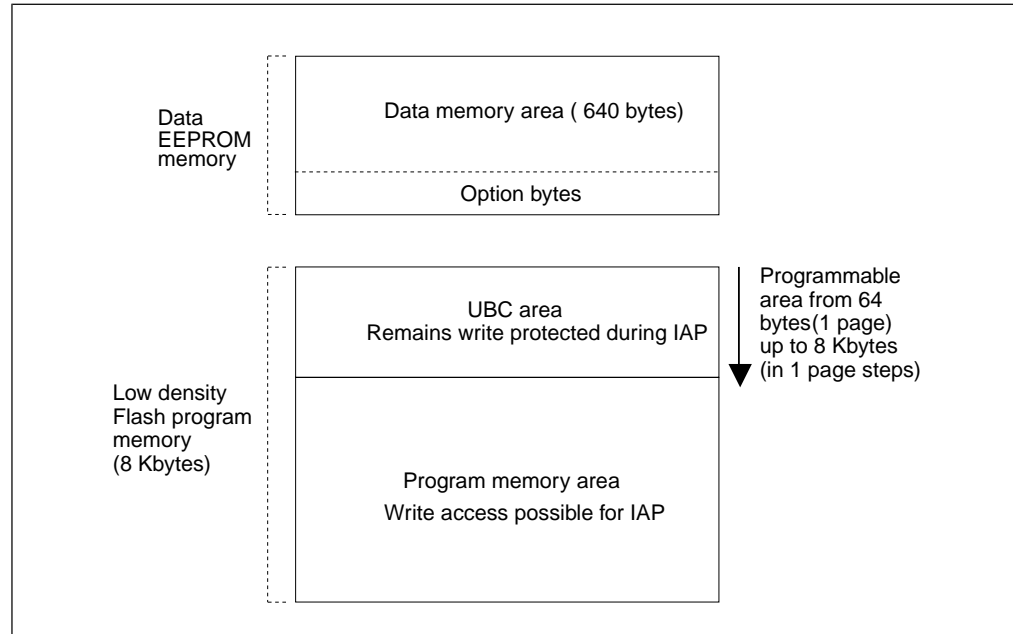 Data
EEPROM
memory
Data memory area ( 640 bytes)
Option bytes
Low density
Flash program
memory
(8 Kbytes)
UBC area
Remains write protected during IAP
Programmable
area from 64
bytes(1 page)
up to 8 Kbytes
(in 1 page steps)
Program memory area
Write access possible for IAP